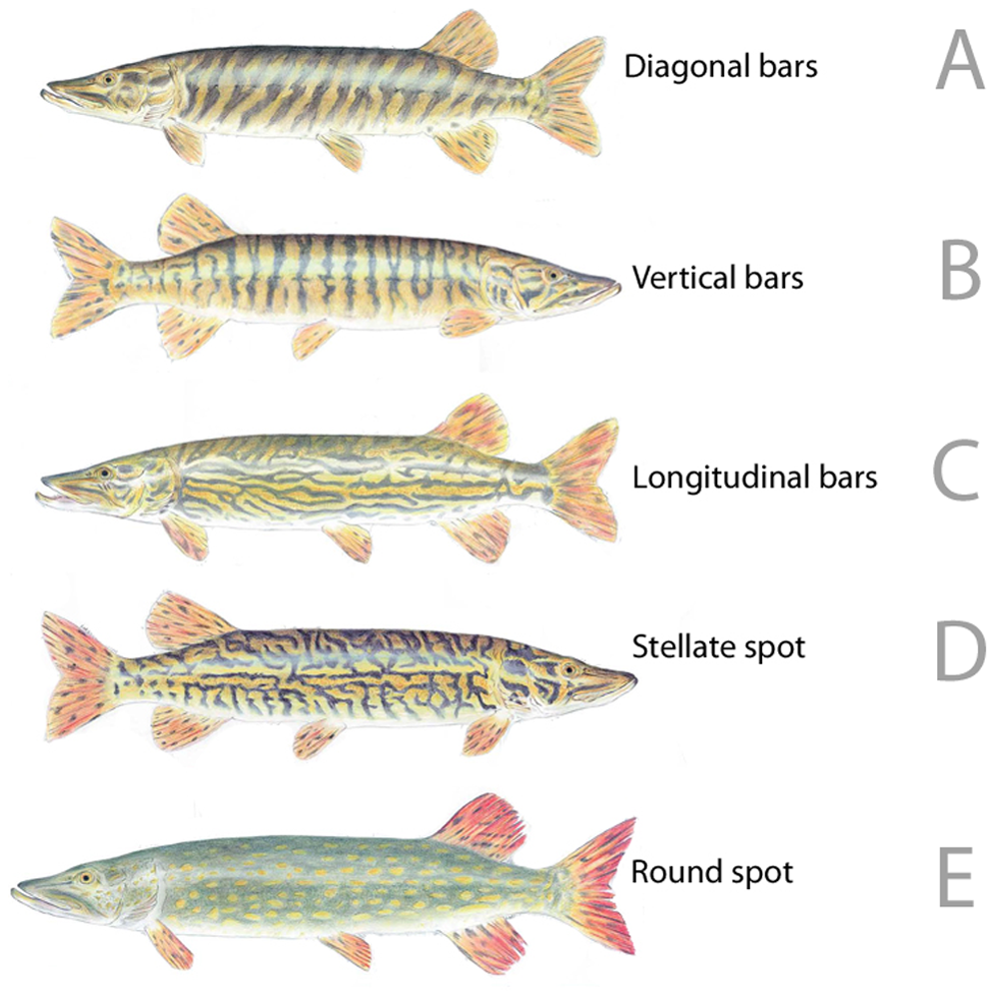 Diagonal bars A
Vertical bars B
Longitudinal bars C
Stellate spot D
Round spot E